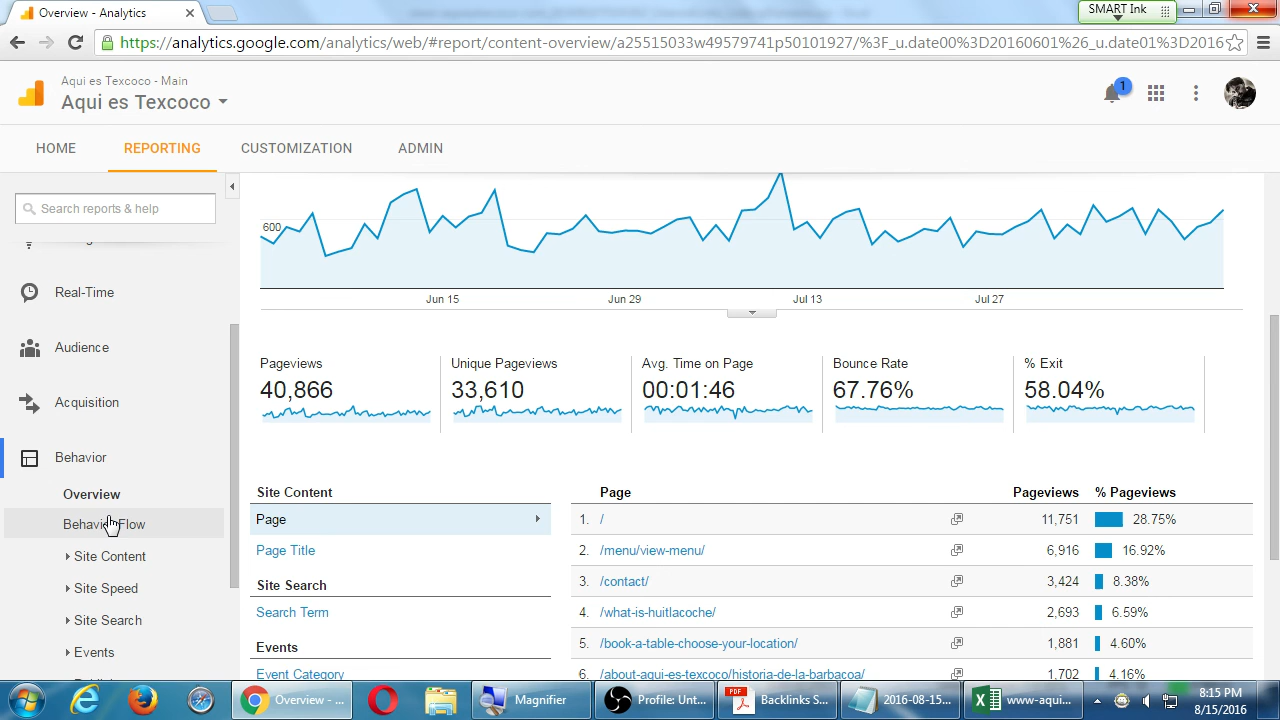 Overview - Analytics
SMART Ink
https://analytics.google.com/analytics/web/#report/content-overview/a25515033w49579741p50101927/%3F_u.date00%3D20160601%26_u.date01%3D2016
Aqui es Texcoco - Main
Aqui es Texcoco
1
HOME REPORTING CUSTOMIZATION ADMIN
Search reports & help
Real-Time
Audience
Acquisition
Behavior
Overview
Behavior Flow
Site Content
Site Speed
Site Search
Events
600
Jun 15 Jun 29 Jul 13 Jul 27
Pageviews Unique Pageviews Avg. Time on Page Bounce Rate % Exit
40,866 33,610 00:01:46 67.76% 58.04%
Site Content
Page
Page Title
Site Search
Search Term
Events
Event Category
Page Pageviews % Pageviews
1. / 11,751 28.75%
2. /menu/view-menu/ 6,916 16.92%
3. /contact/ 3,424 8.38%
4. /what-is-huitlacoche/ 2,693 6.59%
5. /book-a-table-choose-your-location/ 1,881 4.60%
6. /about-aqui-es-texcoco/historia-de-la-barbacoa/ 1,702 4.16%
Overview - ...
Magnifier
Profile: Unt...
PDF
Backlinks S...
2016-08-15...
www-aqui...
8:15 PM
8/15/2016